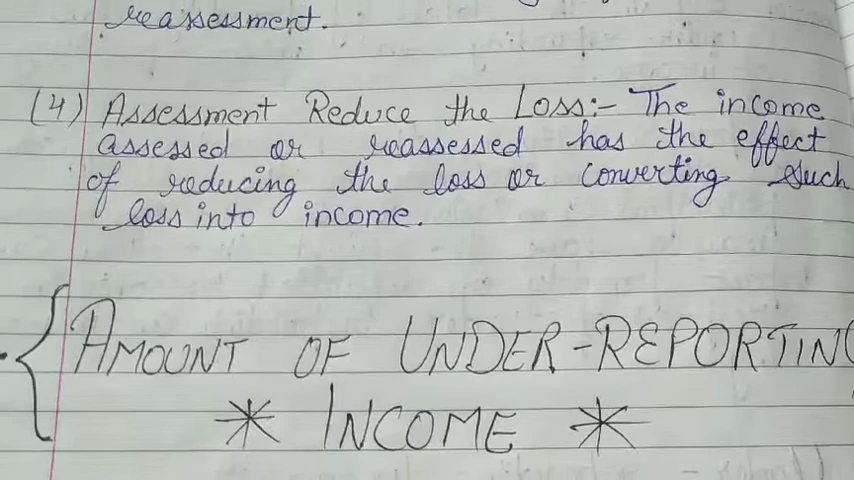 reassessment.
(4) Assessment Reduce the Loss:- The income
assessed or reassessed has the effect
of reducing the loss or converting such
loss into income.
AMOUNT OF UNDER-REPORTING
* INCOME *